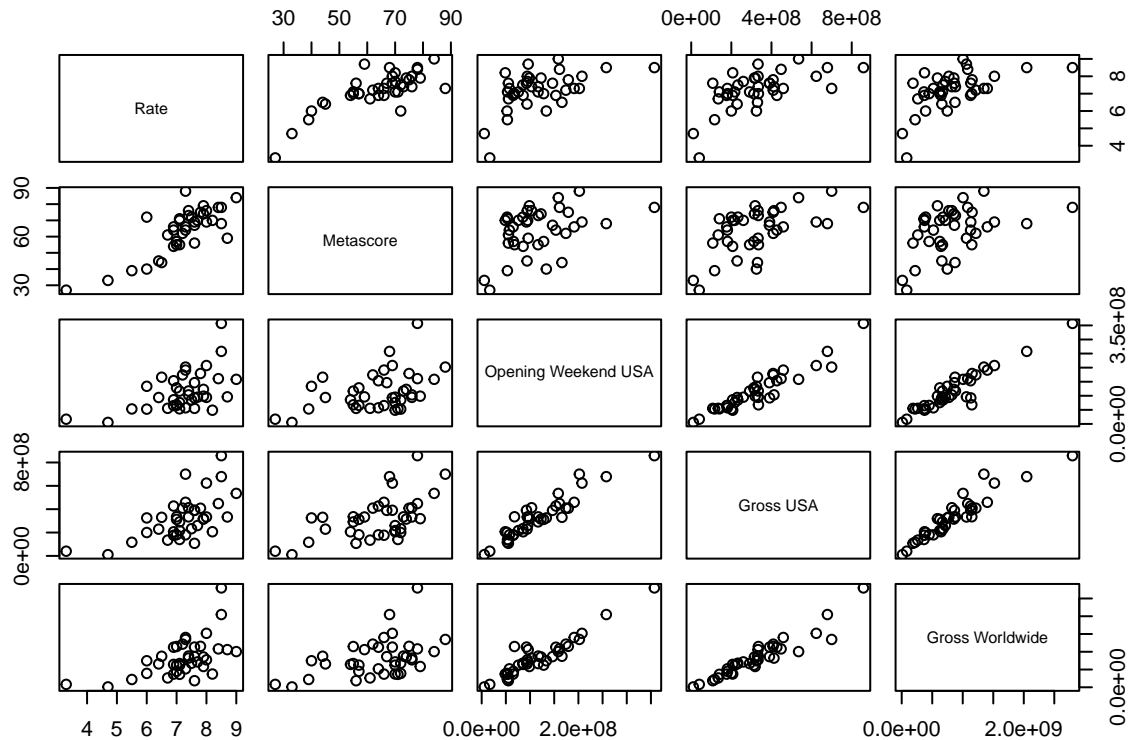 30 50 70 90
0e+00 4e+08 8e+08
Rate
4 6 8
30 60 90
Metascore
Opening Weekend USA
0.0e+00 3.5e+08
0e+00 8e+08
Gross USA
Gross Worldwide
0.0e+00
4 5 6 7 8 9
0.0e+00 2.0e+08
0.0e+00 2.0e+09